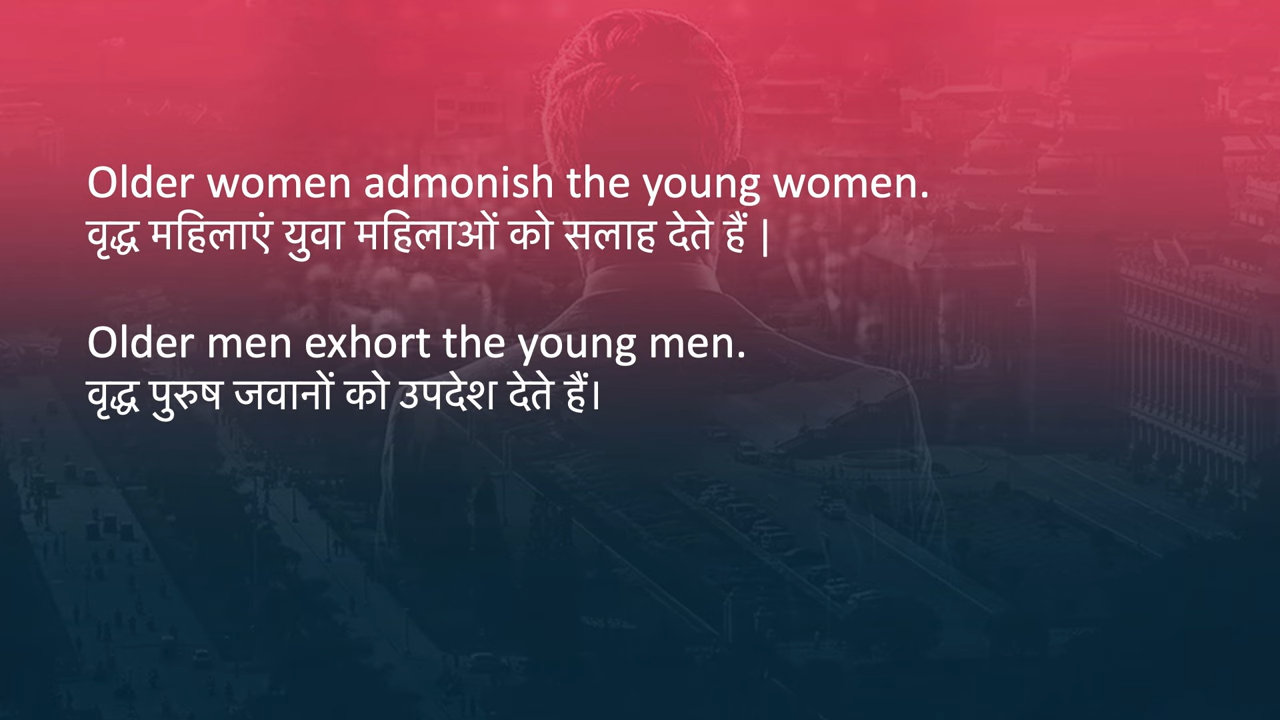 Older women admonish the young women.
वृद्ध महिलाएं युवा महिलाओं को सलाह देते हैं |
Older men exhort the young men.
वृद्ध पुरुष जवानों को उपदेश देते हैं।